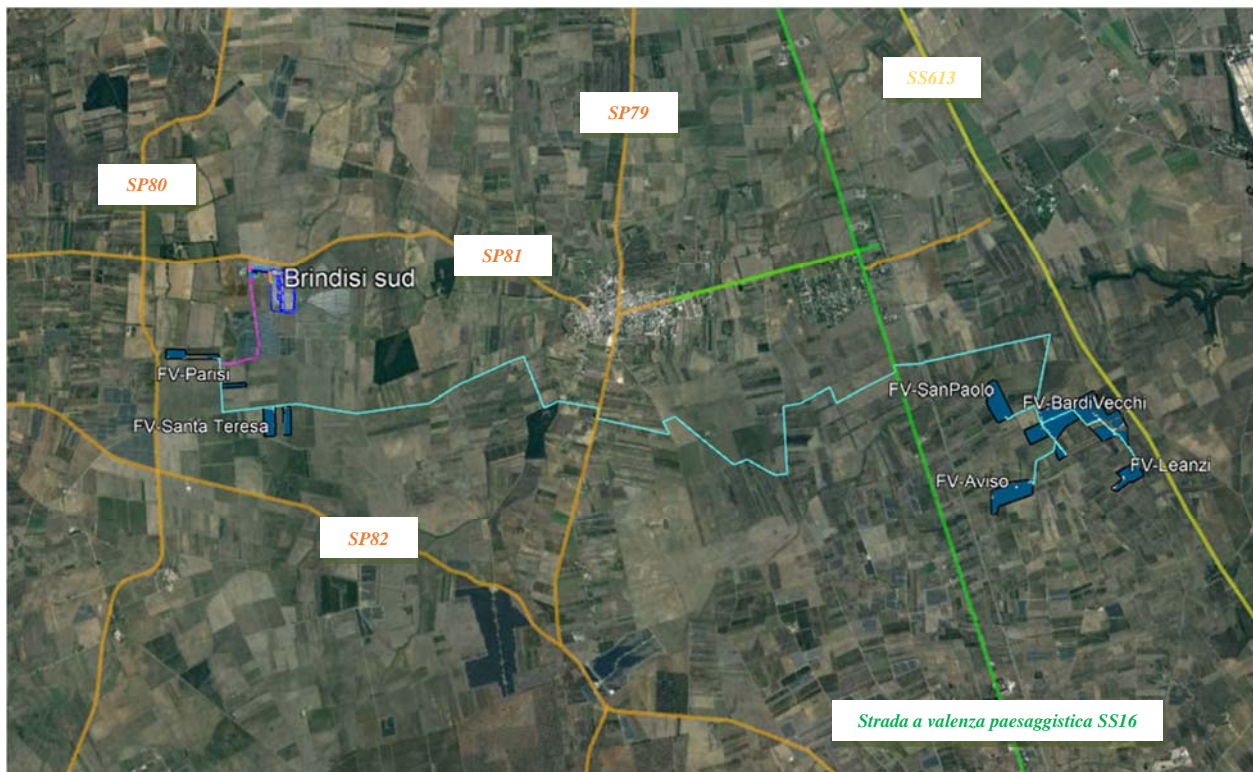 SS613
SP79
SP80
SP81
Brindisi sud
FV-Parisi
FV-SanPaolo
FV-BardiVecchi
FV-Santa Teresa
FV-Leanzi
FV-Aviso
SP82
Strada a valenza paesaggistica SS16